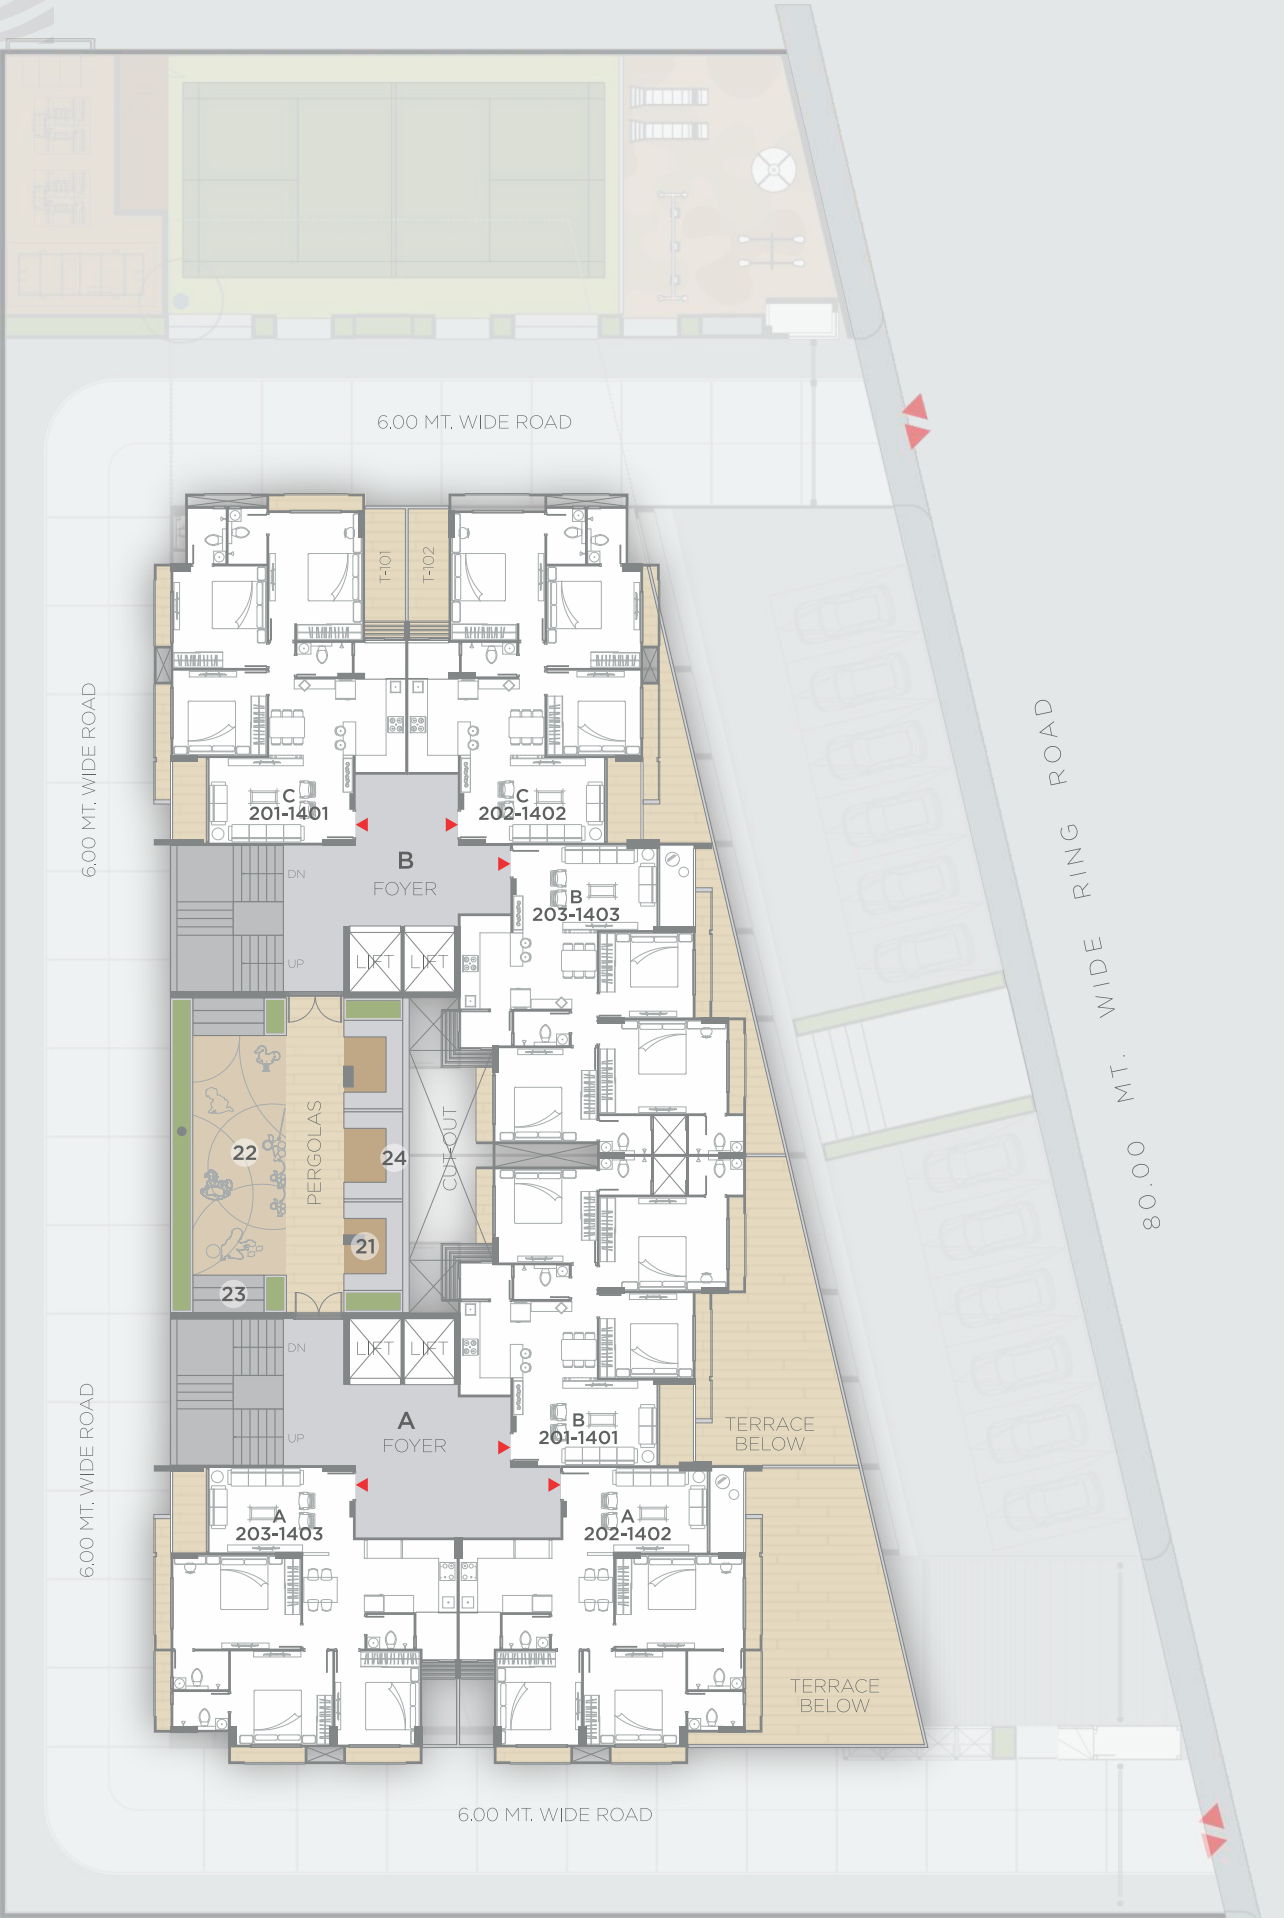 6.00 MT. WIDE ROAD
T-101
T-102
6.00 MT. WIDE ROAD
80.00 MT. WIDE RING ROAD
C
201-1401
C
202-1402
B
FOYER
DN
UP
B
203-1403
LIFT
LIFT
PERGOLAS
CUT-OUT
22
24
21
23
LIFT
LIFT
DN
UP
A
FOYER
B
201-1401
TERRACE
BELOW
6.00 MT. WIDE ROAD
A
203-1403
A
202-1402
TERRACE
BELOW
6.00 MT. WIDE ROAD